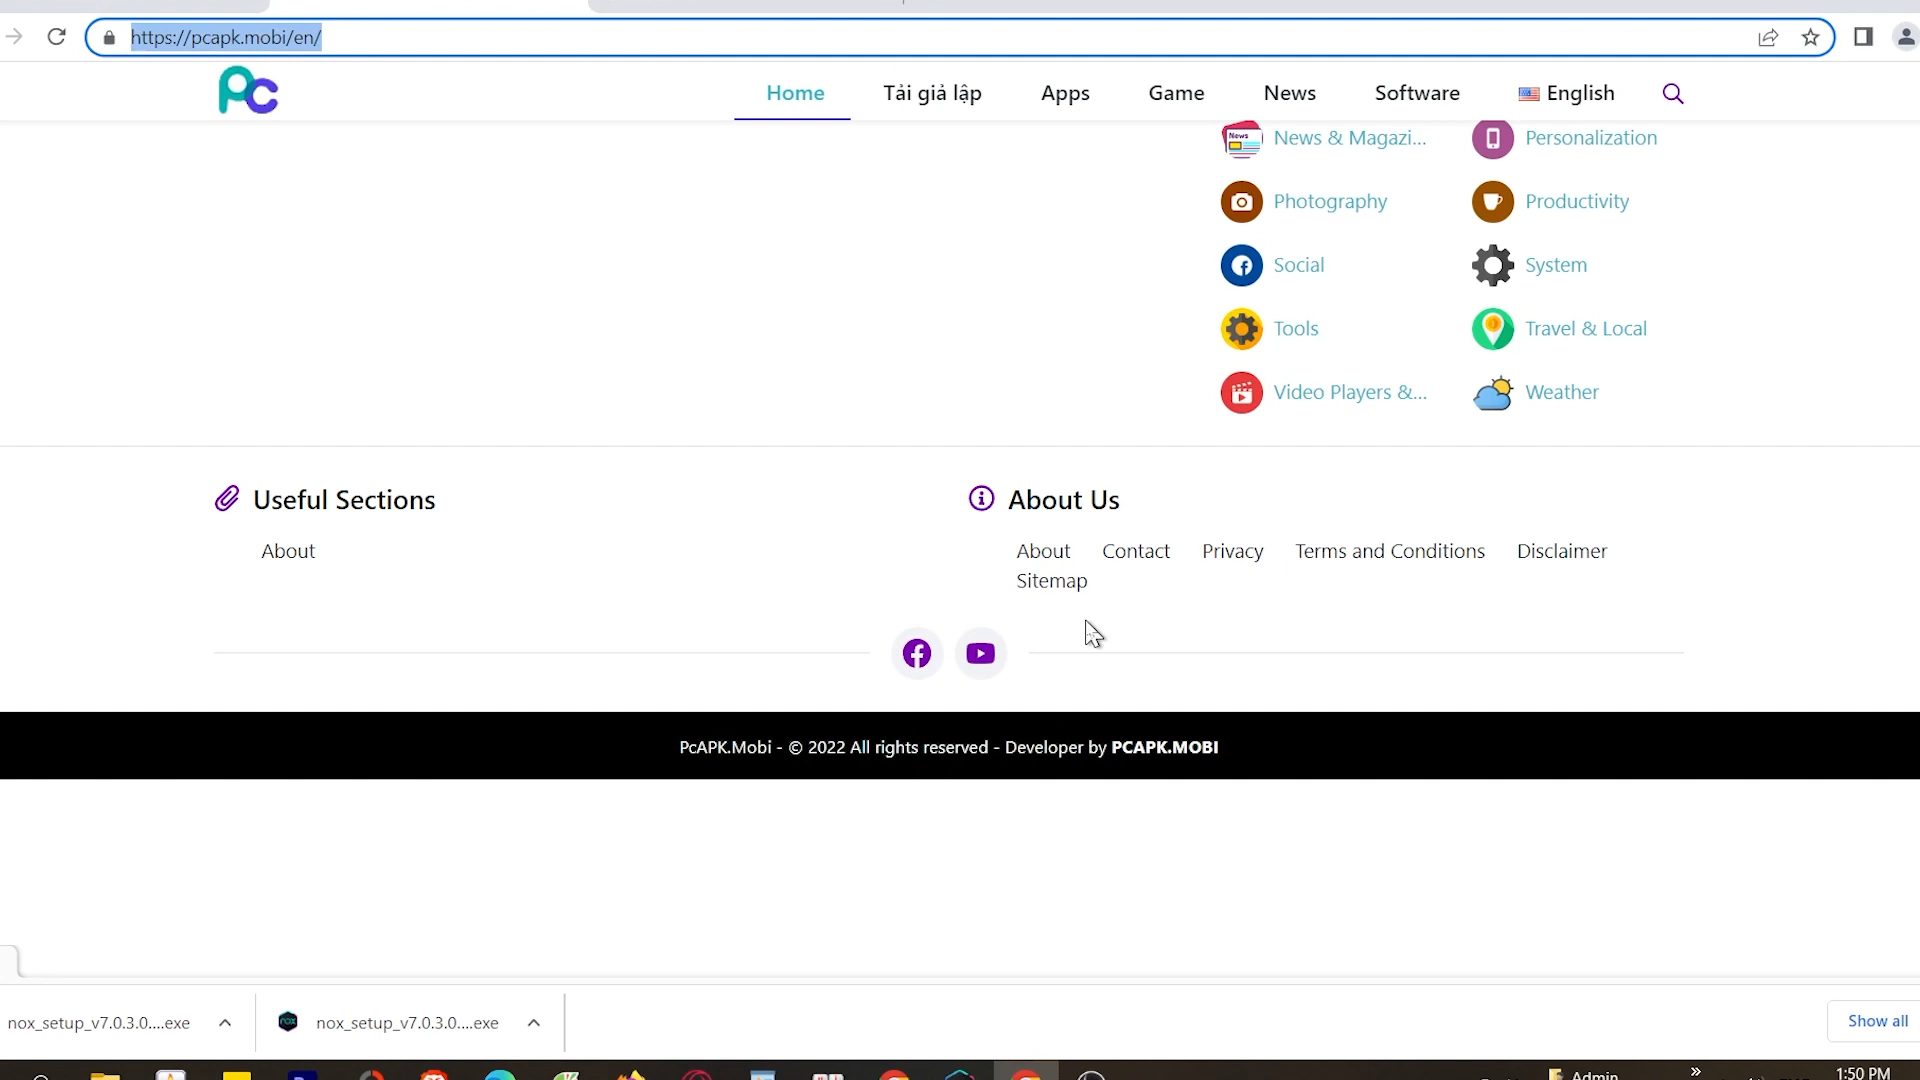 https://pcapk.mobi/en/
PC Home Tải giả lập Apps Game News Software English
News & Magazi... Personalization
Photography Productivity
Social System
Tools Travel & Local
Video Players &... Weather
Useful Sections About Us
About About Contact Privacy Terms and Conditions Disclaimer
Sitemap
PcAPK.Mobi - © 2022 All rights reserved - Developer by PCAPK.MOBI
nox_setup_v7.0.3.0....exe nox_setup_v7.0.3.0....exe Show all
Admin » 1:50 PM